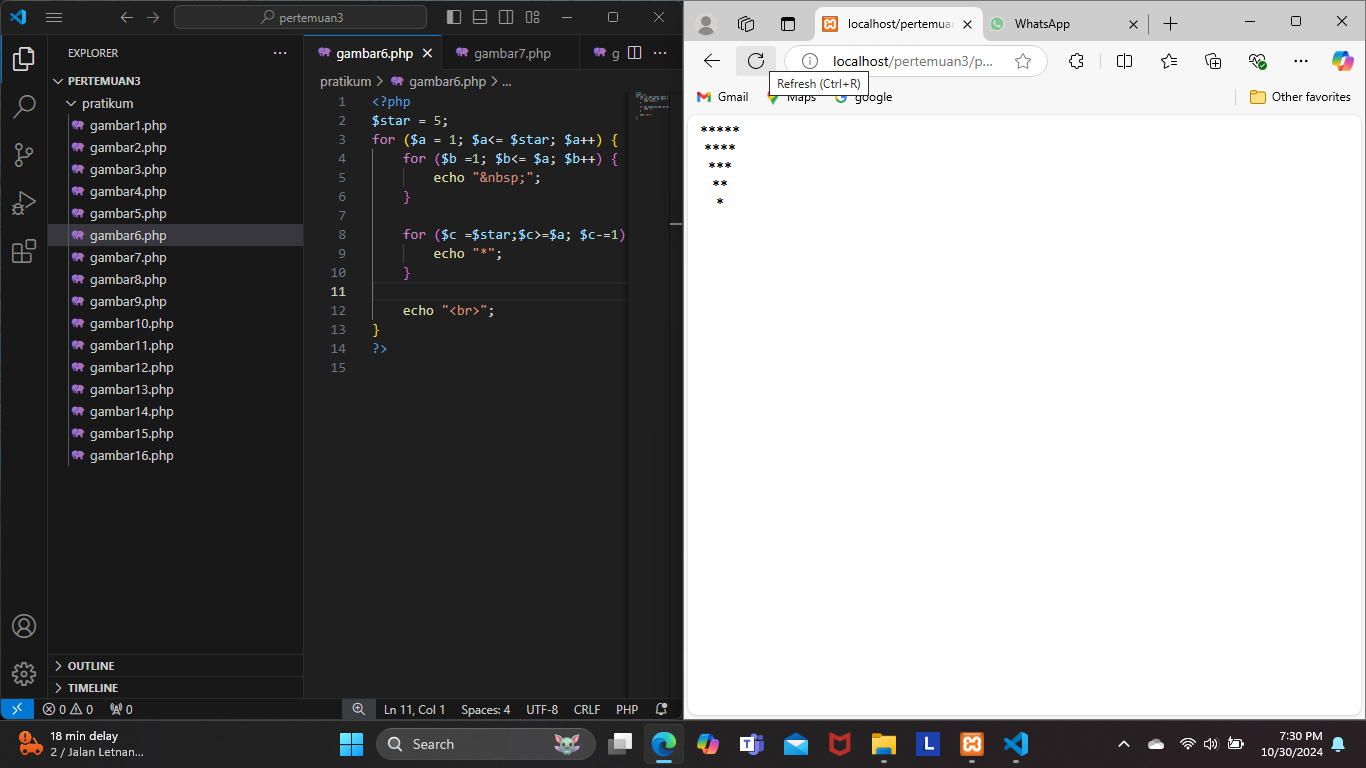 pertemuan3
EXPLORER
PERTEMUAN3
pratikum
gambar1.php
gambar2.php
gambar3.php
gambar4.php
gambar5.php
gambar6.php
gambar7.php
gambar8.php
gambar9.php
gambar10.php
gambar11.php
gambar12.php
gambar13.php
gambar14.php
gambar15.php
gambar16.php
OUTLINE
TIMELINE
gambar6.php
gambar7.php
g
pratikum > gambar6.php > ...
1 <?php
2 $star = 5;
3 for ($a = 1; $a<= $star; $a++) {
4 for ($b =1; $b<= $a; $b++) {
5 echo "&nbsp;";
6 }
7
8 for ($c =$star;$c>=$a; $c-=1)
9 echo "*";
10 }
11
12 echo "<br>";
13 }
14 ?>
15
0 0 0
Ln 11, Col 1 Spaces: 4 UTF-8 CRLF PHP
localhost/pertemuan
WhatsApp
localhost/pertemuan3/p...
Refresh (Ctrl+R)
Gmail Maps google Other favorites
*****
****
***
**
*
18 min delay
2 / Jalan Letnan...
Search
L
7:30 PM
10/30/2024